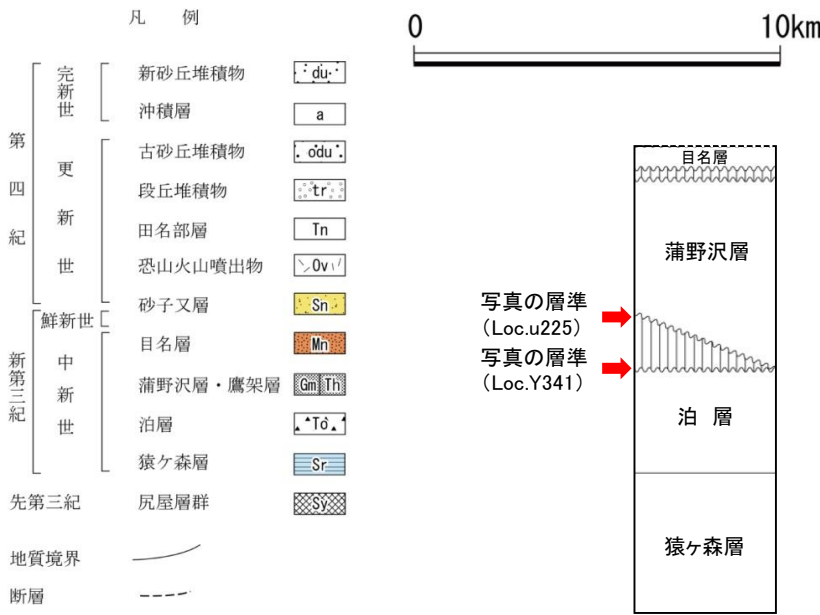 凡 例
第四紀
完新世
新砂丘堆積物 du
沖積層 a
更新世
古砂丘堆積物 odu
段丘堆積物 tr
田名部層 Tn
恐山火山噴出物 Ov
砂子又層 Sn
新第三紀
鮮新世
中新世
目名層 Mn
蒲野沢層・鷹架層 Gm Th
泊層 To
猿ケ森層 Sr
先第三紀 尻屋層群 Sy
地質境界
断層
0 10km
目名層
蒲野沢層
写真の層準
（Loc.u225）
写真の層準
（Loc.Y341）
泊 層
猿ヶ森層